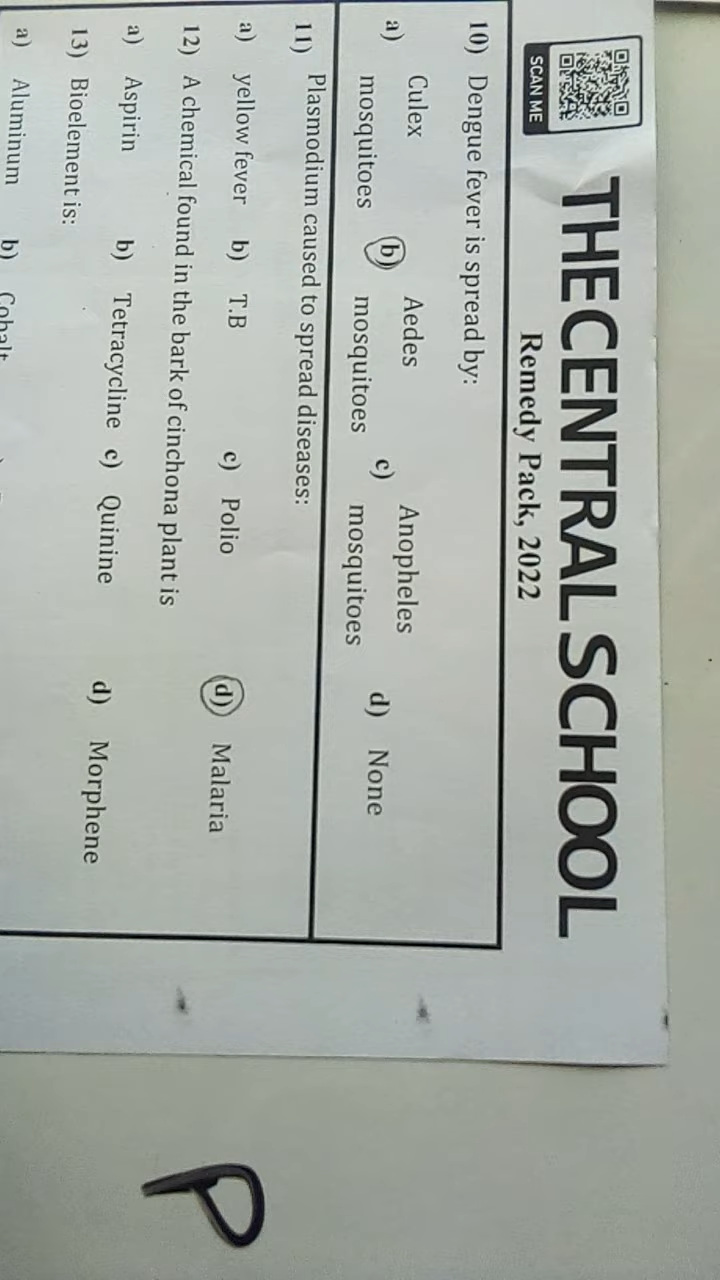 SCAN ME
THE CENTRAL SCHOOL
Remedy Pack, 2022
10) Dengue fever is spread by:
a) Culex mosquitoes b) Aedes mosquitoes c) Anopheles mosquitoes d) None
11) Plasmodium caused to spread diseases:
a) yellow fever b) T.B c) Polio d) Malaria
12) A chemical found in the bark of cinchona plant is
a) Aspirin b) Tetracycline c) Quinine d) Morphene
13) Bioelement is:
a) Aluminum b) Cobalt
P